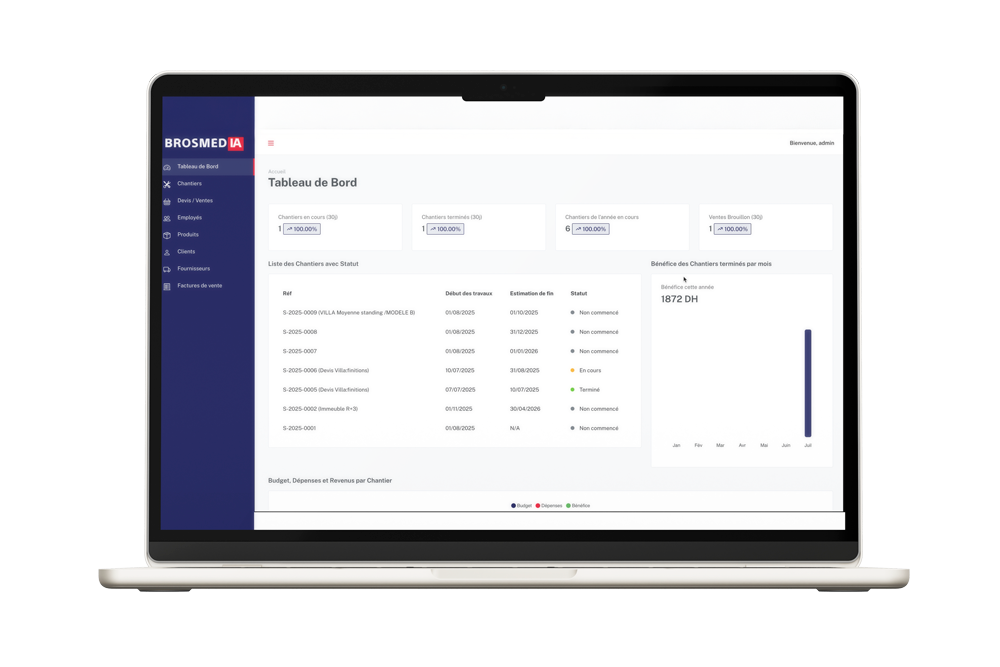 BROSMEDIA
Bienvenue, admin
Tableau de Bord
Chantiers
Devis / Ventes
Employés
Produits
Clients
Fournisseurs
Factures de vente
Accueil
Tableau de Bord
Chantiers en cours (30j)
1 100.00%
Chantiers terminés (30j)
1 100.00%
Chantiers de l'année en cours
6 100.00%
Ventes Brouillon (30j)
1 100.00%
Liste des Chantiers avec Statut
Réf Début des travaux Estimation de fin Statut
S-2025-0009 (VILLA Moyenne standing /MODELE B) 01/08/2025 01/10/2025 Non commencé
S-2025-0008 01/08/2025 31/12/2025 Non commencé
S-2025-0007 01/08/2025 01/01/2026 Non commencé
S-2025-0006 (Devis Villa/finitions) 10/07/2025 31/08/2025 En cours
S-2025-0005 (Devis Villa/finitions) 07/07/2025 10/07/2025 Terminé
S-2025-0002 (Immeuble R+3) 01/11/2025 30/04/2026 Non commencé
S-2025-0001 01/08/2025 N/A Non commencé
Bénéfice des Chantiers terminés par mois
Bénéfice cette année
1872 DH
Jan Fév Mar Avr Mai Juin Juil
Budget, Dépenses et Revenus par Chantier
Budget Dépenses Bénéfice